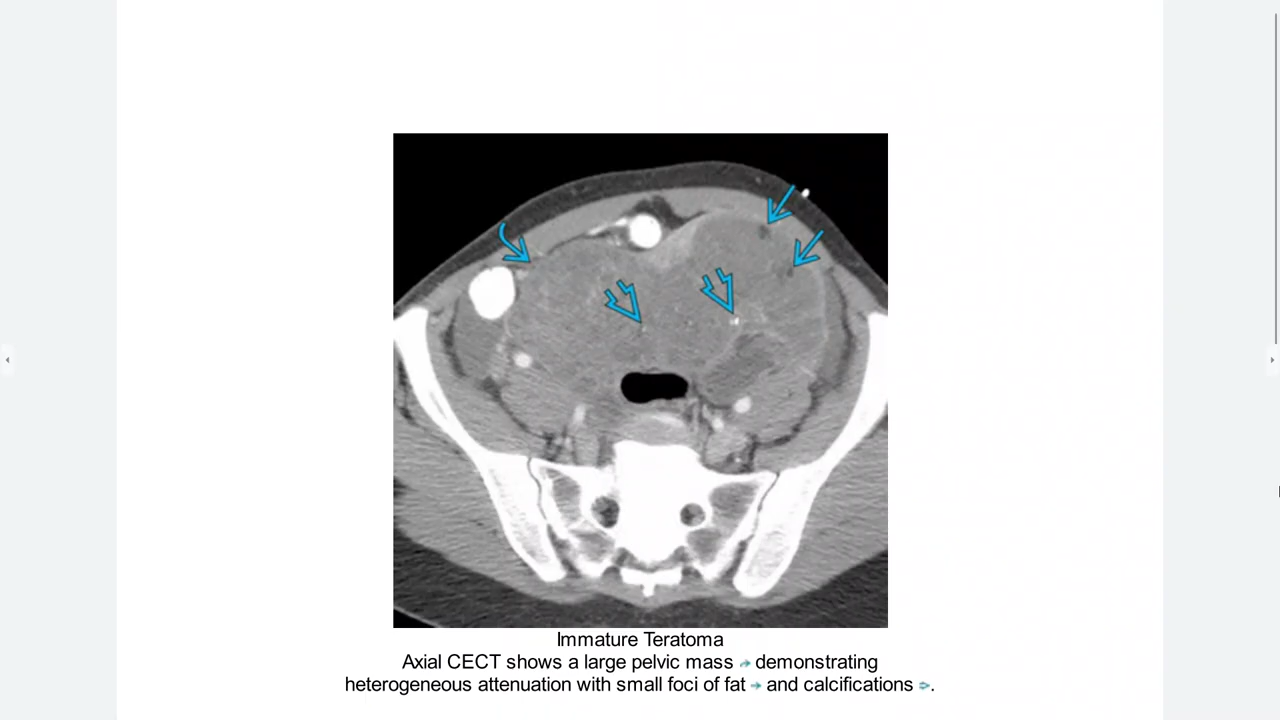 Immature Teratoma
Axial CECT shows a large pelvic mass demonstrating
heterogeneous attenuation with small foci of fat and calcifications .